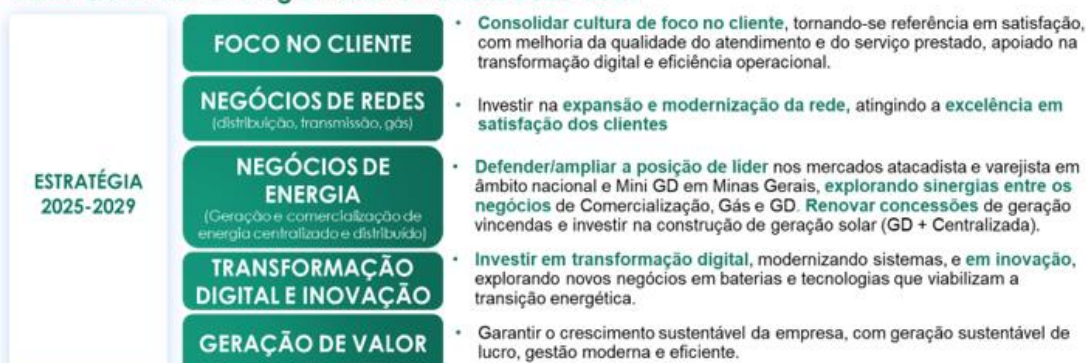 ESTRATÉGIA
2025-2029
FOCO NO CLIENTE
• Consolidar cultura de foco no cliente, tornando-se referência em satisfação,
com melhoria da qualidade do atendimento e do serviço prestado, apoiado na
transformação digital e eficiência operacional.
NEGÓCIOS DE REDES
(distribuição, transmissão, gás)
• Investir na expansão e modernização da rede, atingindo a excelência em
satisfação dos clientes
NEGÓCIOS DE
ENERGIA
(Geração e comercialização de
energia centralizado e distribuído)
• Defender/ampliar a posição de líder nos mercados atacadista e varejista em
âmbito nacional e Mini GD em Minas Gerais, explorando sinergias entre os
negócios de Comercialização, Gás e GD. Renovar concessões de geração
vincendas e investir na construção de geração solar (GD + Centralizada).
TRANSFORMAÇÃO
DIGITAL E INOVAÇÃO
• Investir em transformação digital, modernizando sistemas, e em inovação,
explorando novos negócios em baterias e tecnologias que viabilizam a
transição energética.
GERAÇÃO DE VALOR
• Garantir o crescimento sustentável da empresa, com geração sustentável de
lucro, gestão moderna e eficiente.